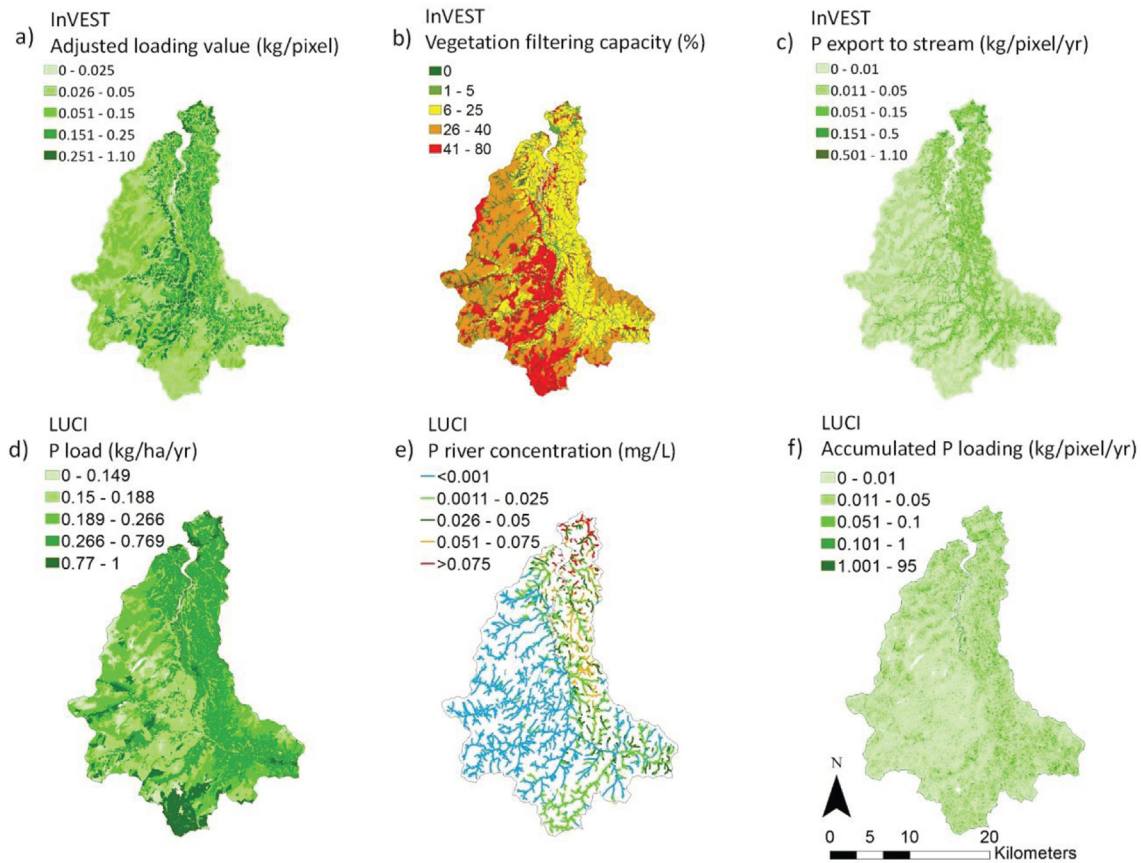 InVEST
a) Adjusted loading value (kg/pixel)
0 - 0.025
0.026 - 0.05
0.051 - 0.15
0.151 - 0.25
0.251 - 1.10
InVEST
b) Vegetation filtering capacity (%)
0
1 - 5
6 - 25
26 - 40
41 - 80
InVEST
c) P export to stream (kg/pixel/yr)
0 - 0.01
0.011 - 0.05
0.051 - 0.15
0.151 - 0.5
0.501 - 1.10
LUCI
d) P load (kg/ha/yr)
0 - 0.149
0.15 - 0.188
0.189 - 0.266
0.266 - 0.769
0.77 - 1
LUCI
e) P river concentration (mg/L)
<0.001
0.0011 - 0.025
0.026 - 0.05
0.051 - 0.075
>0.075
LUCI
f) Accumulated P loading (kg/pixel/yr)
0 - 0.01
0.011 - 0.05
0.051 - 0.1
0.101 - 1
1.001 - 95
N
0 5 10 20
Kilometers